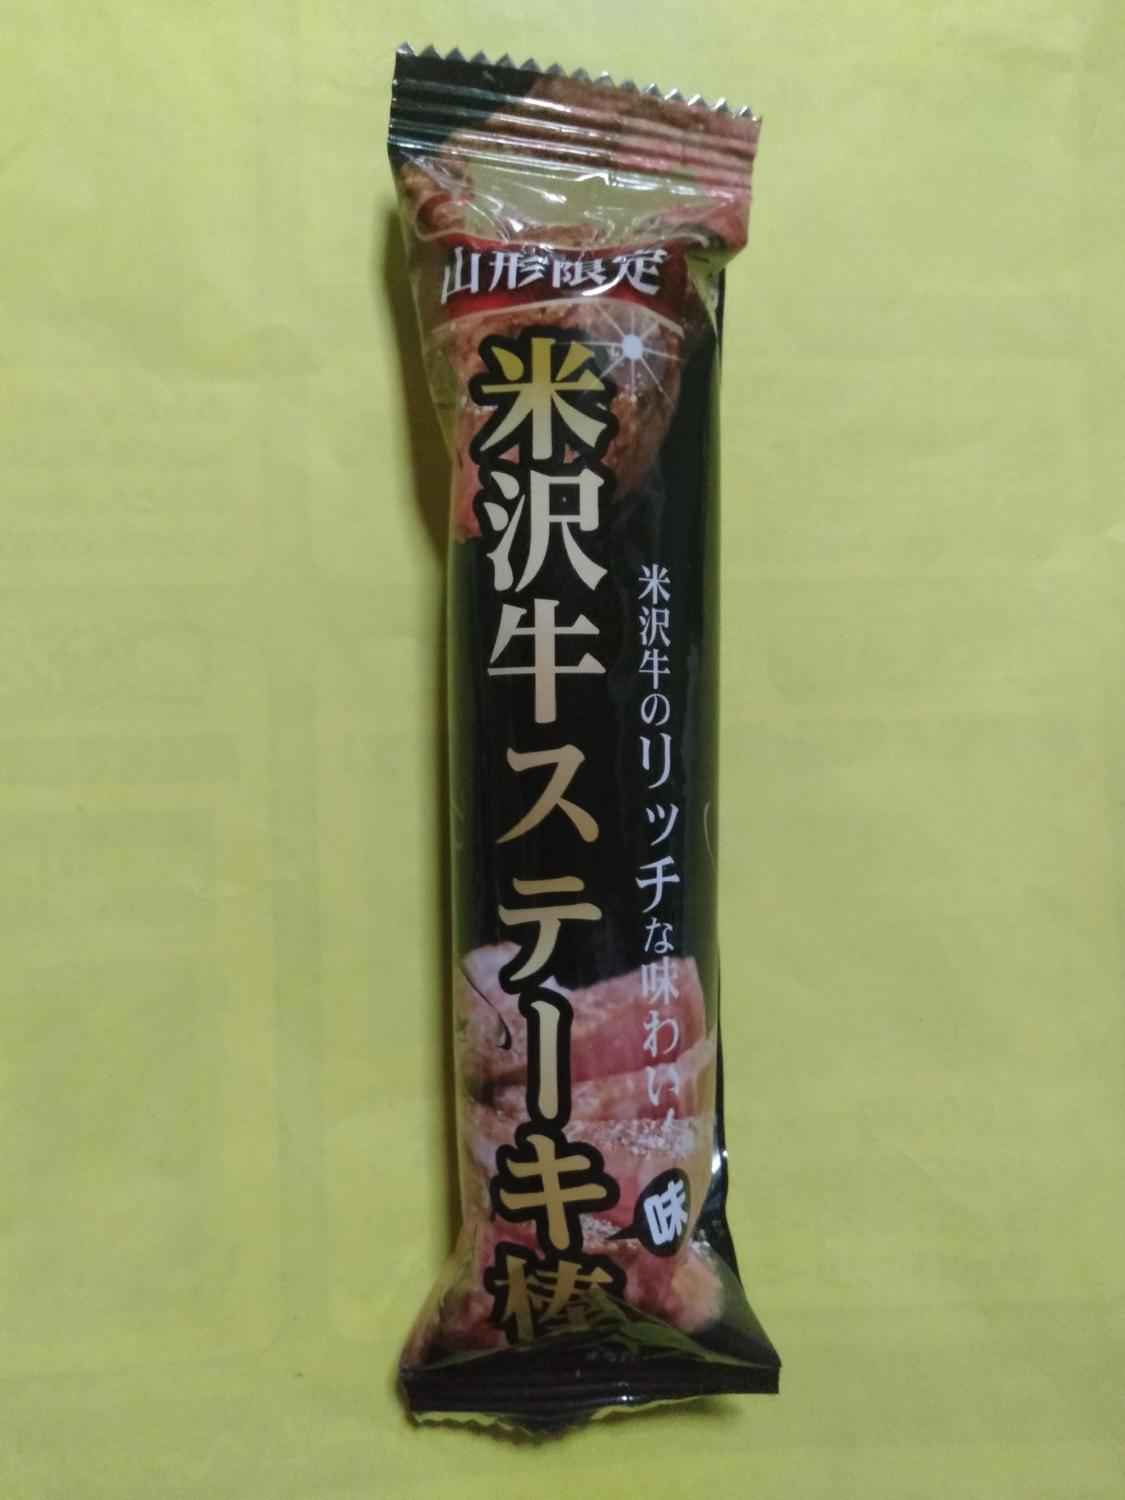 山形限定
米沢牛ステーキ棒
味
米沢牛のリッチな味わい!